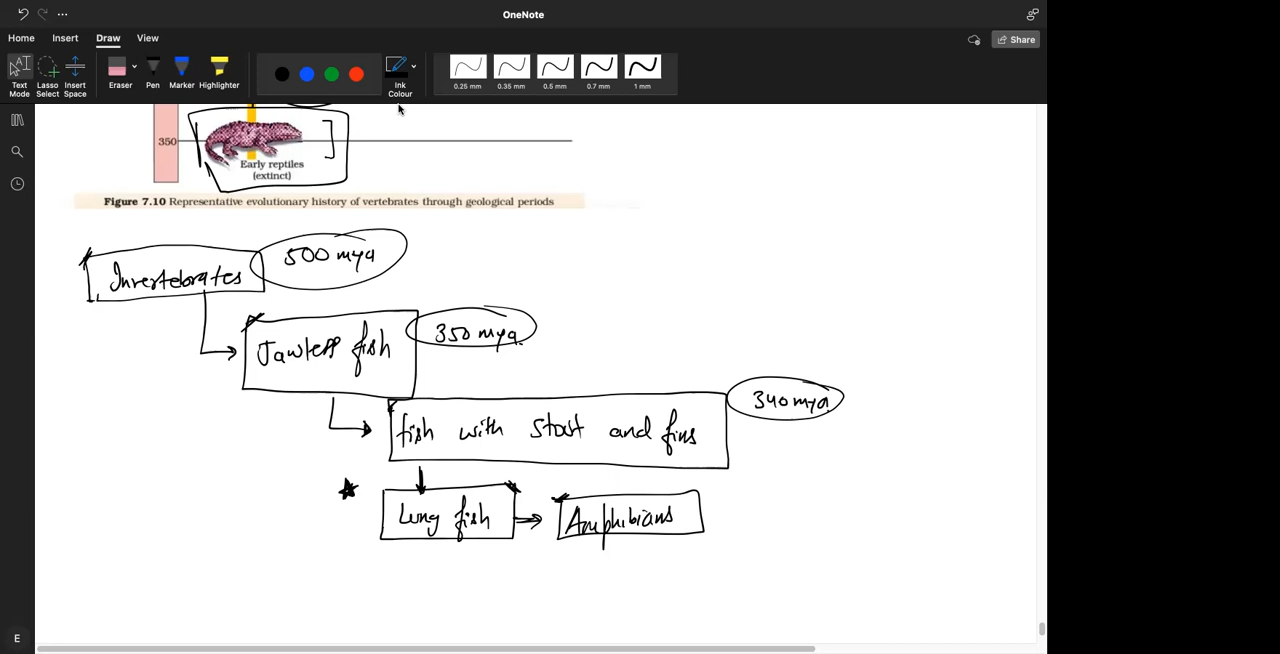 OneNote
Home Insert Draw View
Share
Text Mode
Lasso Select
Insert Space
Eraser
Pen
Marker
Highlighter
Ink Colour
0.25 mm
0.35 mm
0.5 mm
0.7 mm
1 mm
350
Early reptiles
(extinct)
Figure 7.10 Representative evolutionary history of vertebrates through geological periods
Invertebrates
500 mya
Jawless fish
350 mya.
fish with stout and fins
340 mya.
Lung fish
Amphibians
E